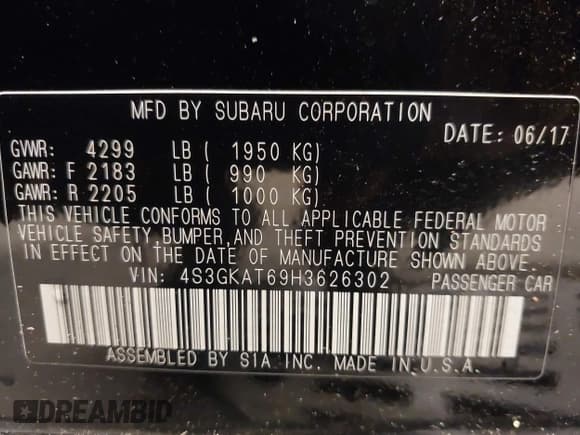 MFD BY SUBARU CORPORATION
DATE: 06/17
GVWR: 4299 LB ( 1950 KG)
GAWR: F 2183 LB ( 990 KG)
GAWR: R 2205 LB ( 1000 KG)
THIS VEHICLE CONFORMS TO ALL APPLICABLE FEDERAL MOTOR
VEHICLE SAFETY,BUMPER,AND THEFT PREVENTION STANDARDS
IN EFFECT ON THE DATE OF MANUFACTURE SHOWN ABOVE.
VIN: 4S3GKAT69H3626302 PASSENGER CAR
ASSEMBLED BY SIA INC. MADE IN U.S.A.
DREAMBID